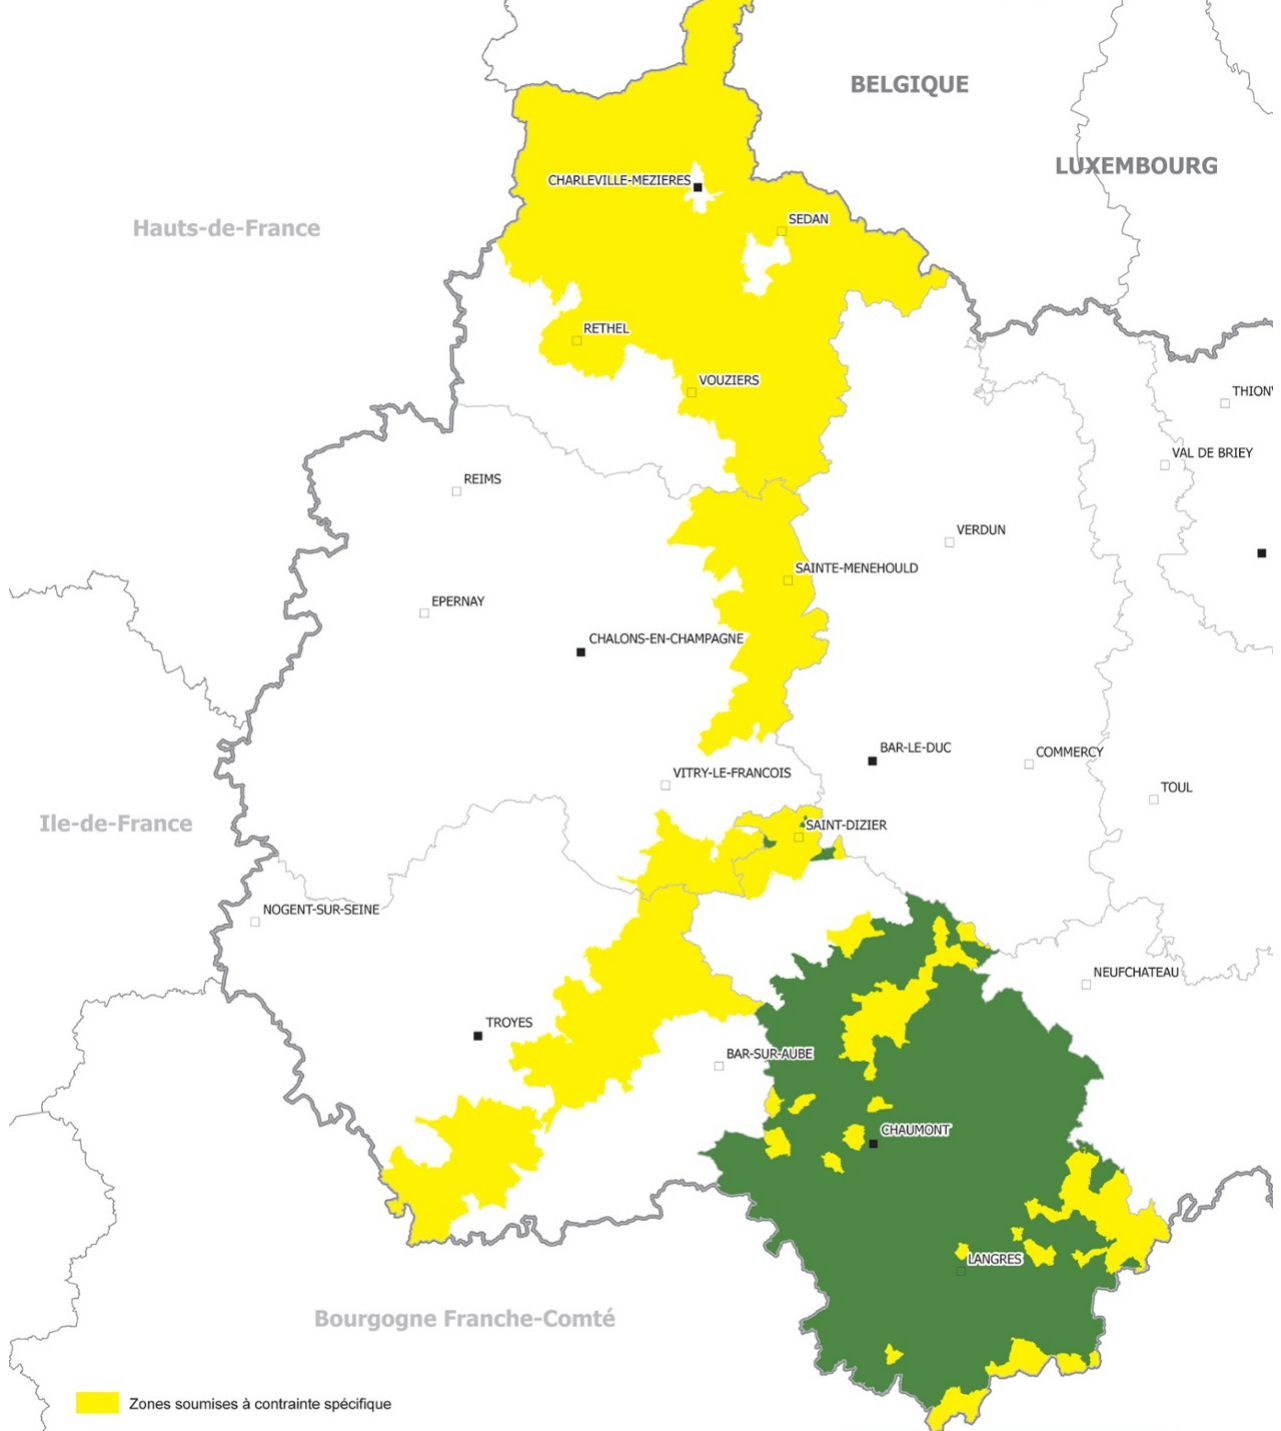 BELGIQUE
LUXEMBOURG
CHARLEVILLE-MEZIERES
SEDAN
Hauts-de-France
RETHEL
VOUZIERS
THIONV
VAL DE BRIEY
REIMS
VERDUN
SAINTE-MENEHOULD
EPERNAY
CHALONS-EN-CHAMPAGNE
BAR-LE-DUC
COMMERCY
VITRY-LE-FRANCOIS
TOUL
Ile-de-France
SAINT-DIZIER
NOGENT-SUR-SEINE
NEUFCHATEAU
TROYES
BAR-SUR-AUBE
CHAUMONT
LANGRES
Bourgogne Franche-Comté
Zones soumises à contrainte spécifique